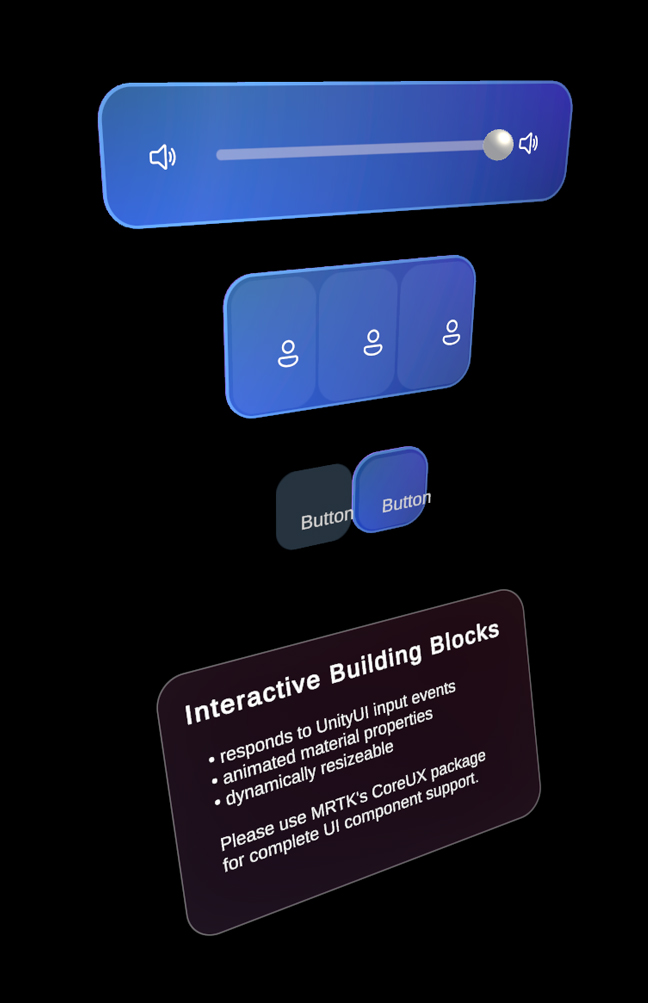 Button
Button
Interactive Building Blocks
• responds to UnityUI input events
• animated material properties
• dynamically resizeable
Please use MRTK's CoreUX package
for complete UI component support.